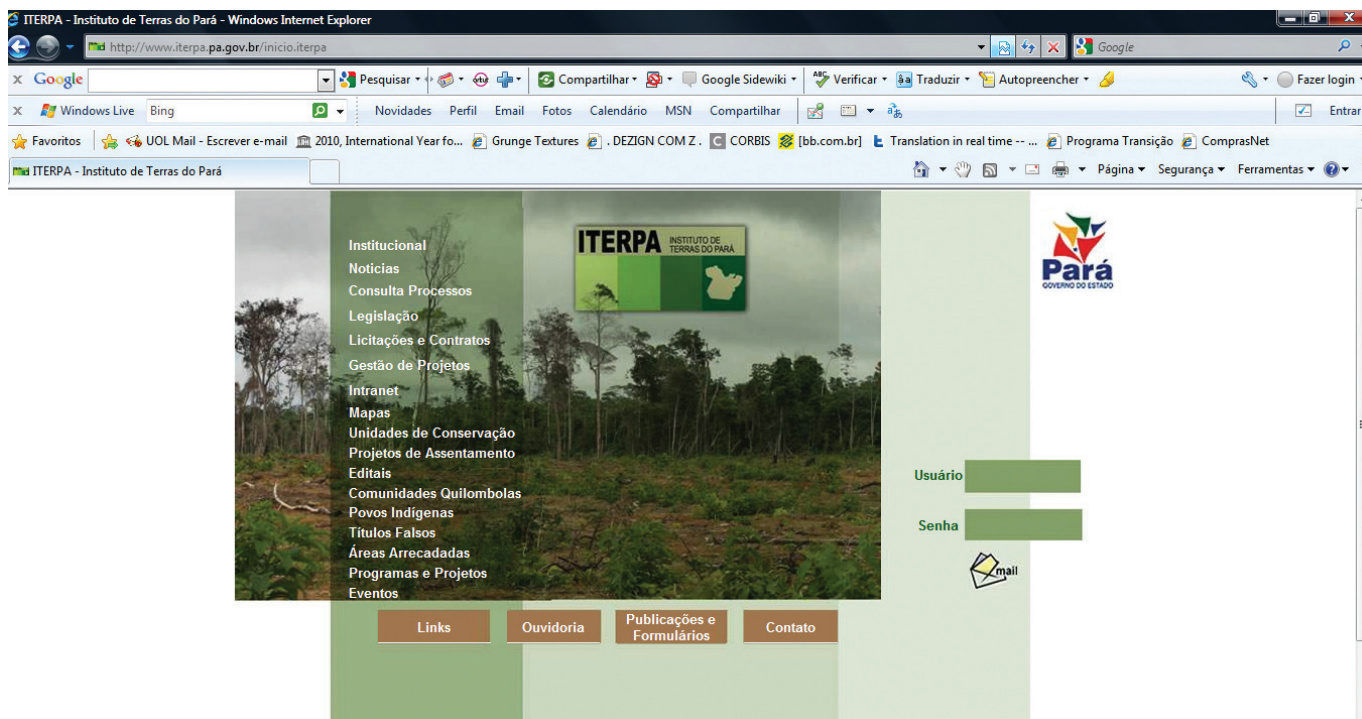 ITERPA - Instituto de Terras do Pará - Windows Internet Explorer
http://www.iterpa.pa.gov.br/inicio.iterpa
Google
x Google Pesquisar Compartilhar Google Sidewiki Verificar Traduzir Autopreencher Fazer login
x Windows Live Bing Novidades Perfil Email Fotos Calendário MSN Compartilhar Entrar
Favoritos UOL Mail - Escrever e-mail 2010, International Year fo... Grunge Textures . DEZIGN COM Z . CORBIS [bb.com.br] Translation in real time -- ... Programa Transição ComprasNet
ITERPA - Instituto de Terras do Pará Página Segurança Ferramentas
ITERPA INSTITUTO DE
TERRAS DO PARÁ
Pará
GOVERNO DO ESTADO
Institucional
Noticias
Consulta Processos
Legislação
Licitações e Contratos
Gestão de Projetos
Intranet
Mapas
Unidades de Conservação
Projetos de Assentamento
Editais
Comunidades Quilombolas
Povos Indígenas
Títulos Falsos
Áreas Arrecadadas
Programas e Projetos
Eventos
Usuário
Senha
mail
Links
Ouvidoria
Publicações e
Formulários
Contato